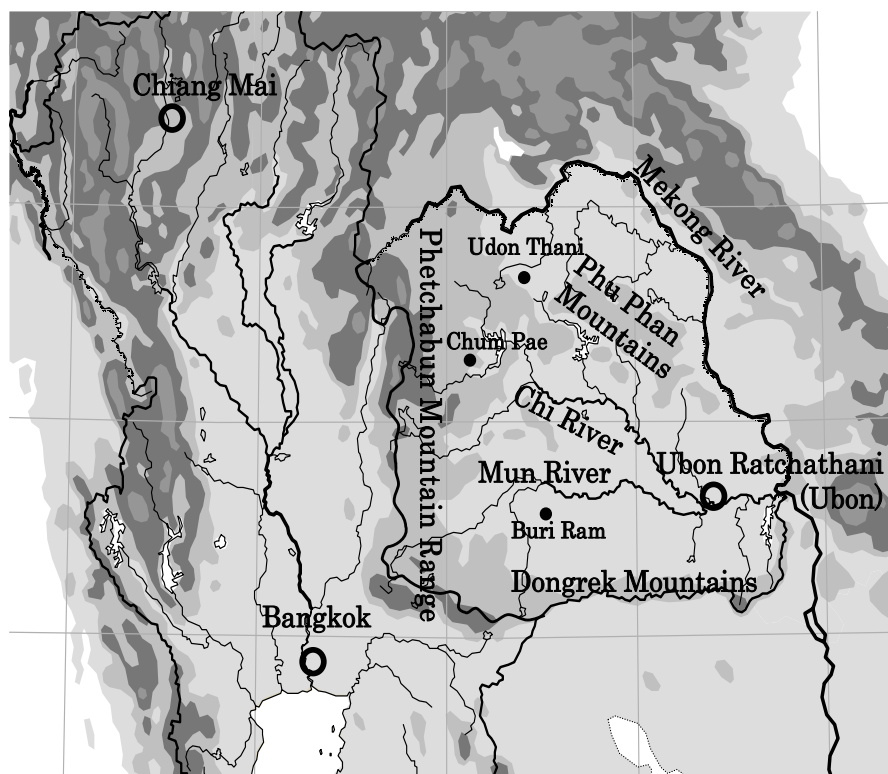 Chiang Mai
Mekong River
Udon Thani
Phu Phan
Mountains
Phetchabun Mountain Range
Chum Pae
Chi River
Mun River
Ubon Ratchathani
(Ubon)
Buri Ram
Dongrek Mountains
Bangkok